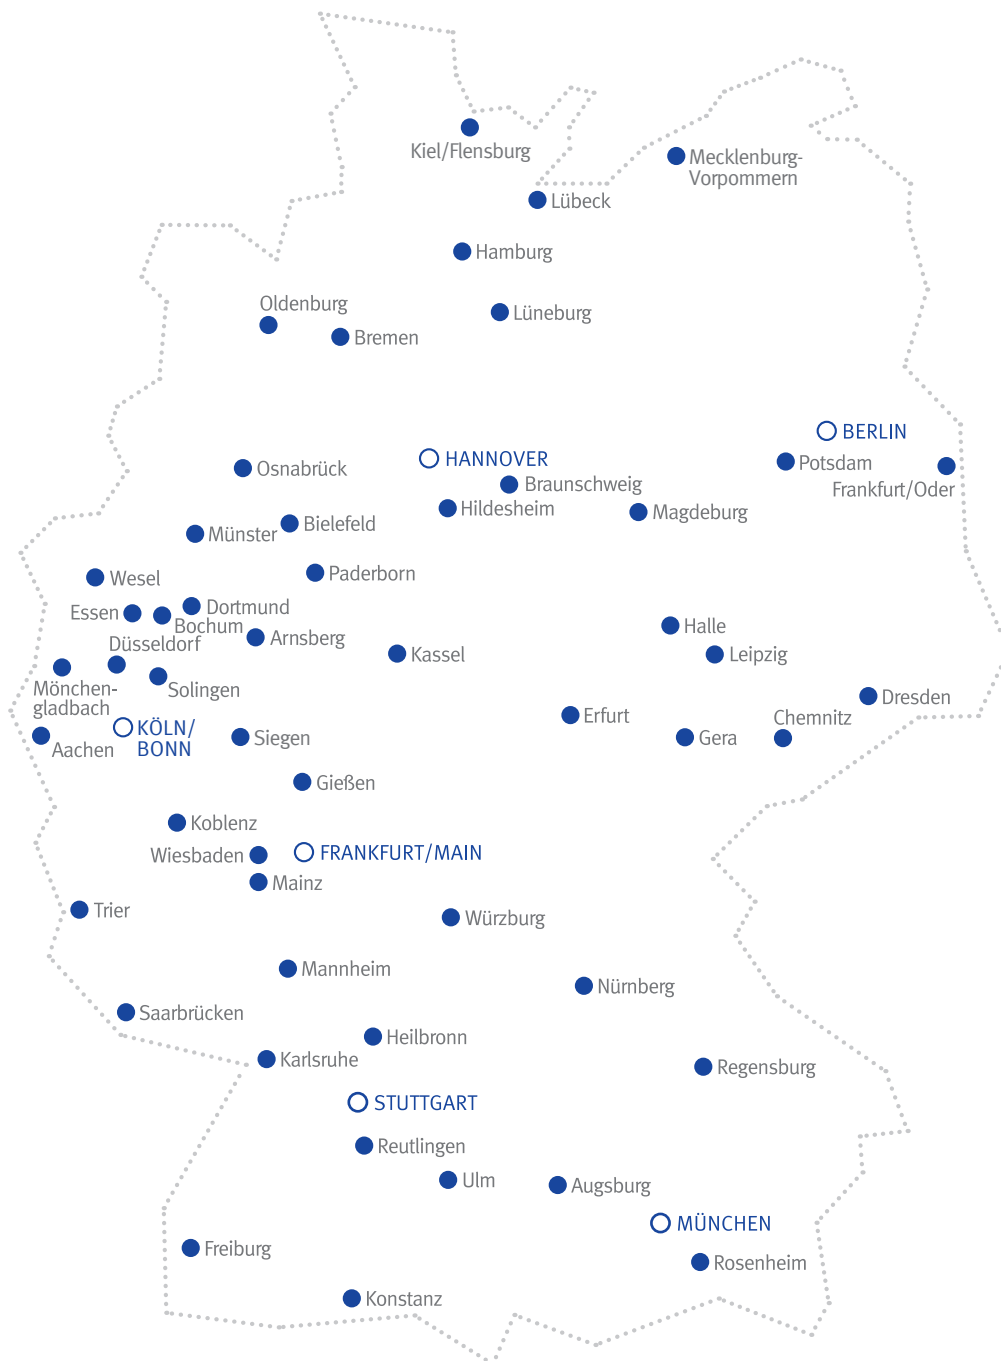 Kiel/Flensburg
Mecklenburg-
Vorpommern
Lübeck
Hamburg
Oldenburg
Lüneburg
Bremen
BERLIN
HANNOVER
Osnabrück
Potsdam
Braunschweig
Frankfurt/Oder
Hildesheim
Magdeburg
Bielefeld
Münster
Paderborn
Wesel
Dortmund
Essen
Bochum
Halle
Arnsberg
Düsseldorf
Kassel
Leipzig
Mönchen-
gladbach
Solingen
Dresden
Erfurt
Chemnitz
KÖLN/
BONN
Aachen
Siegen
Gera
Gießen
Koblenz
Wiesbaden
FRANKFURT/MAIN
Mainz
Trier
Würzburg
Mannheim
Nürnberg
Saarbrücken
Heilbronn
Karlsruhe
Regensburg
STUTTGART
Reutlingen
Ulm
Augsburg
MÜNCHEN
Freiburg
Rosenheim
Konstanz